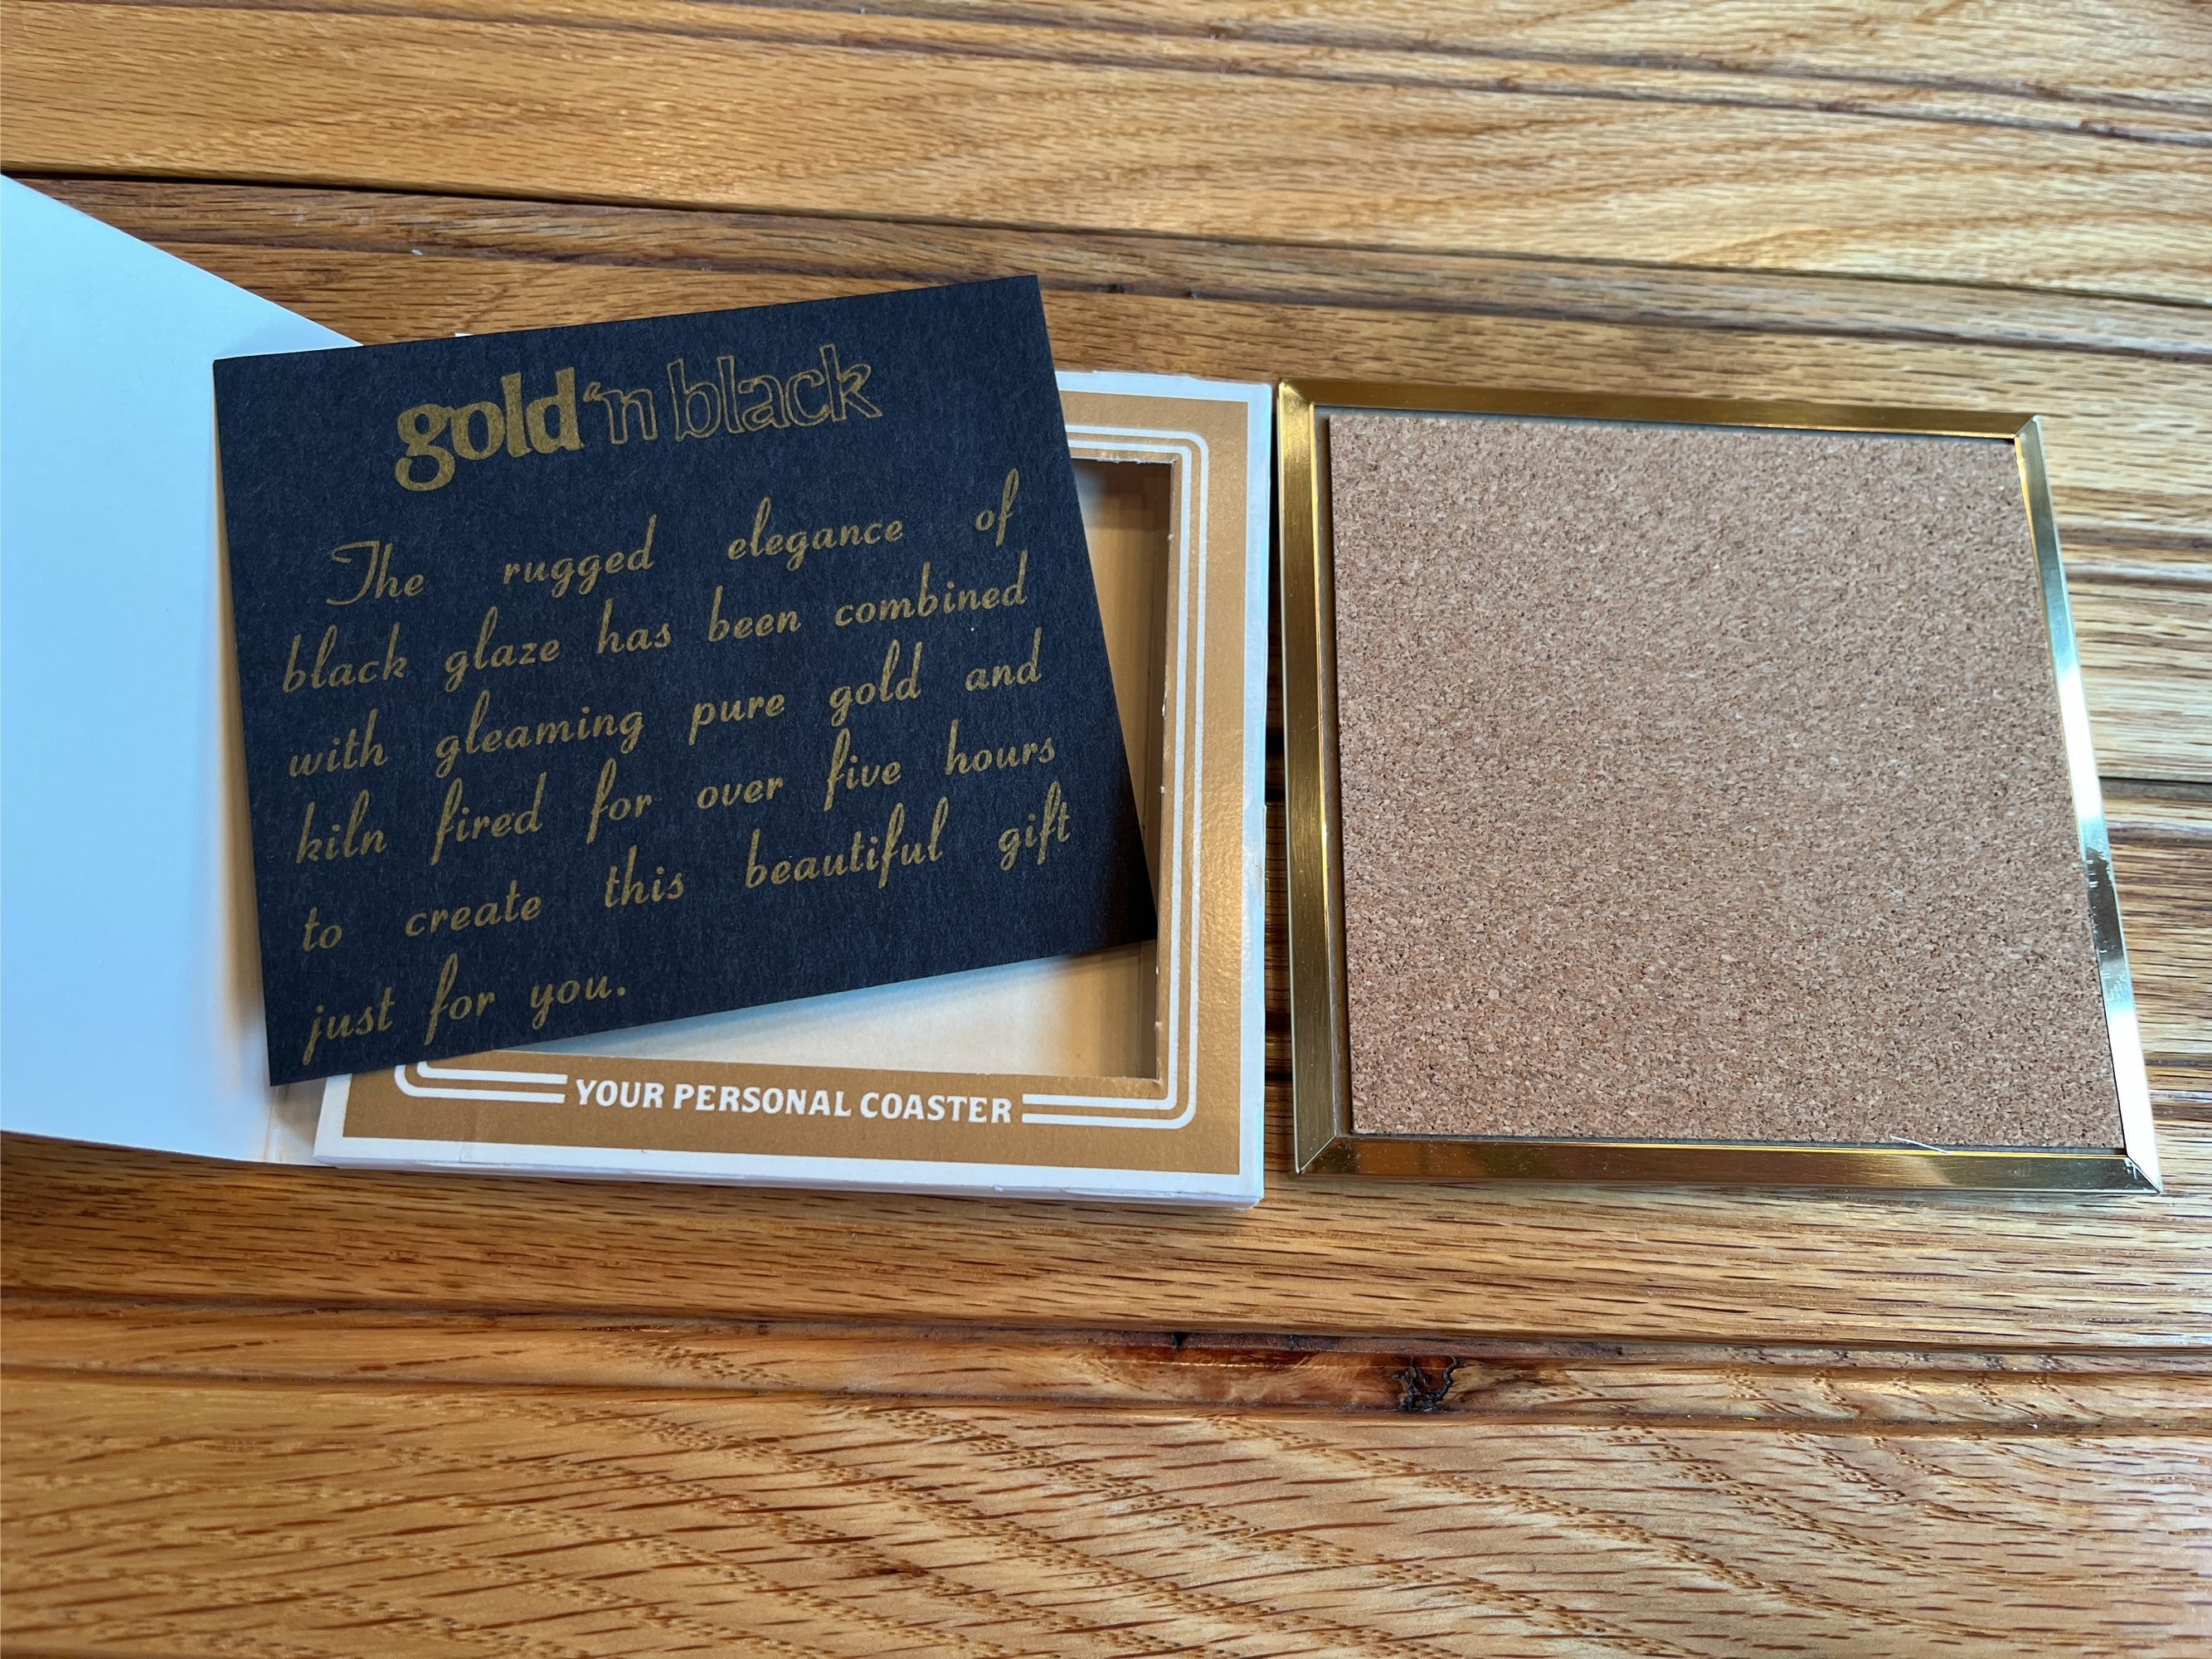 gold 'n black
The rugged elegance of
black glaze has been combined
with gleaming pure gold and
kiln fired for over five hours
to create this beautiful gift
just for you.
YOUR PERSONAL COASTER